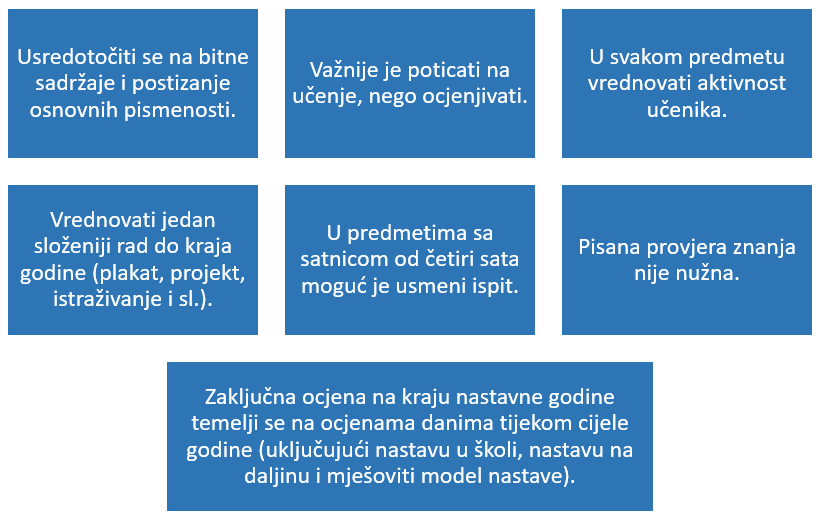 Usredotočiti se na bitne
sadržaje i postizanje
osnovnih pismenosti.
Važnije je poticati na
učenje, nego ocjenjivati.
U svakom predmetu
vrednovati aktivnost
učenika.
Vrednovati jedan
složeniji rad do kraja
godine (plakat, projekt,
istraživanje i sl.).
U predmetima sa
satnicom od četiri sata
moguć je usmeni ispit.
Pisana provjera znanja
nije nužna.
Zaključna ocjena na kraju nastavne godine
temelji se na ocjenama danima tijekom cijele
godine (uključujući nastavu u školi, nastavu na
daljinu i mješoviti model nastave).